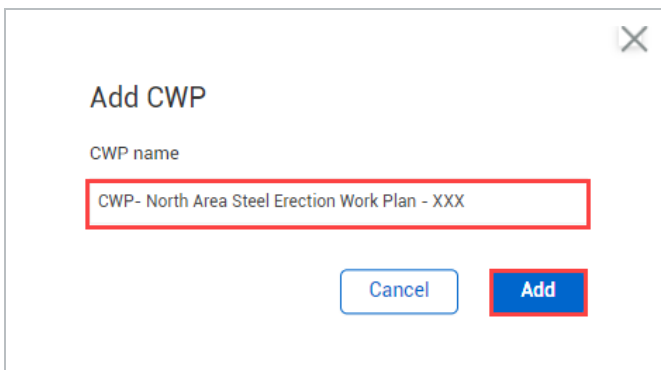 Add CWP
CWP name
CWP- North Area Steel Erection Work Plan - XXX
Cancel
Add